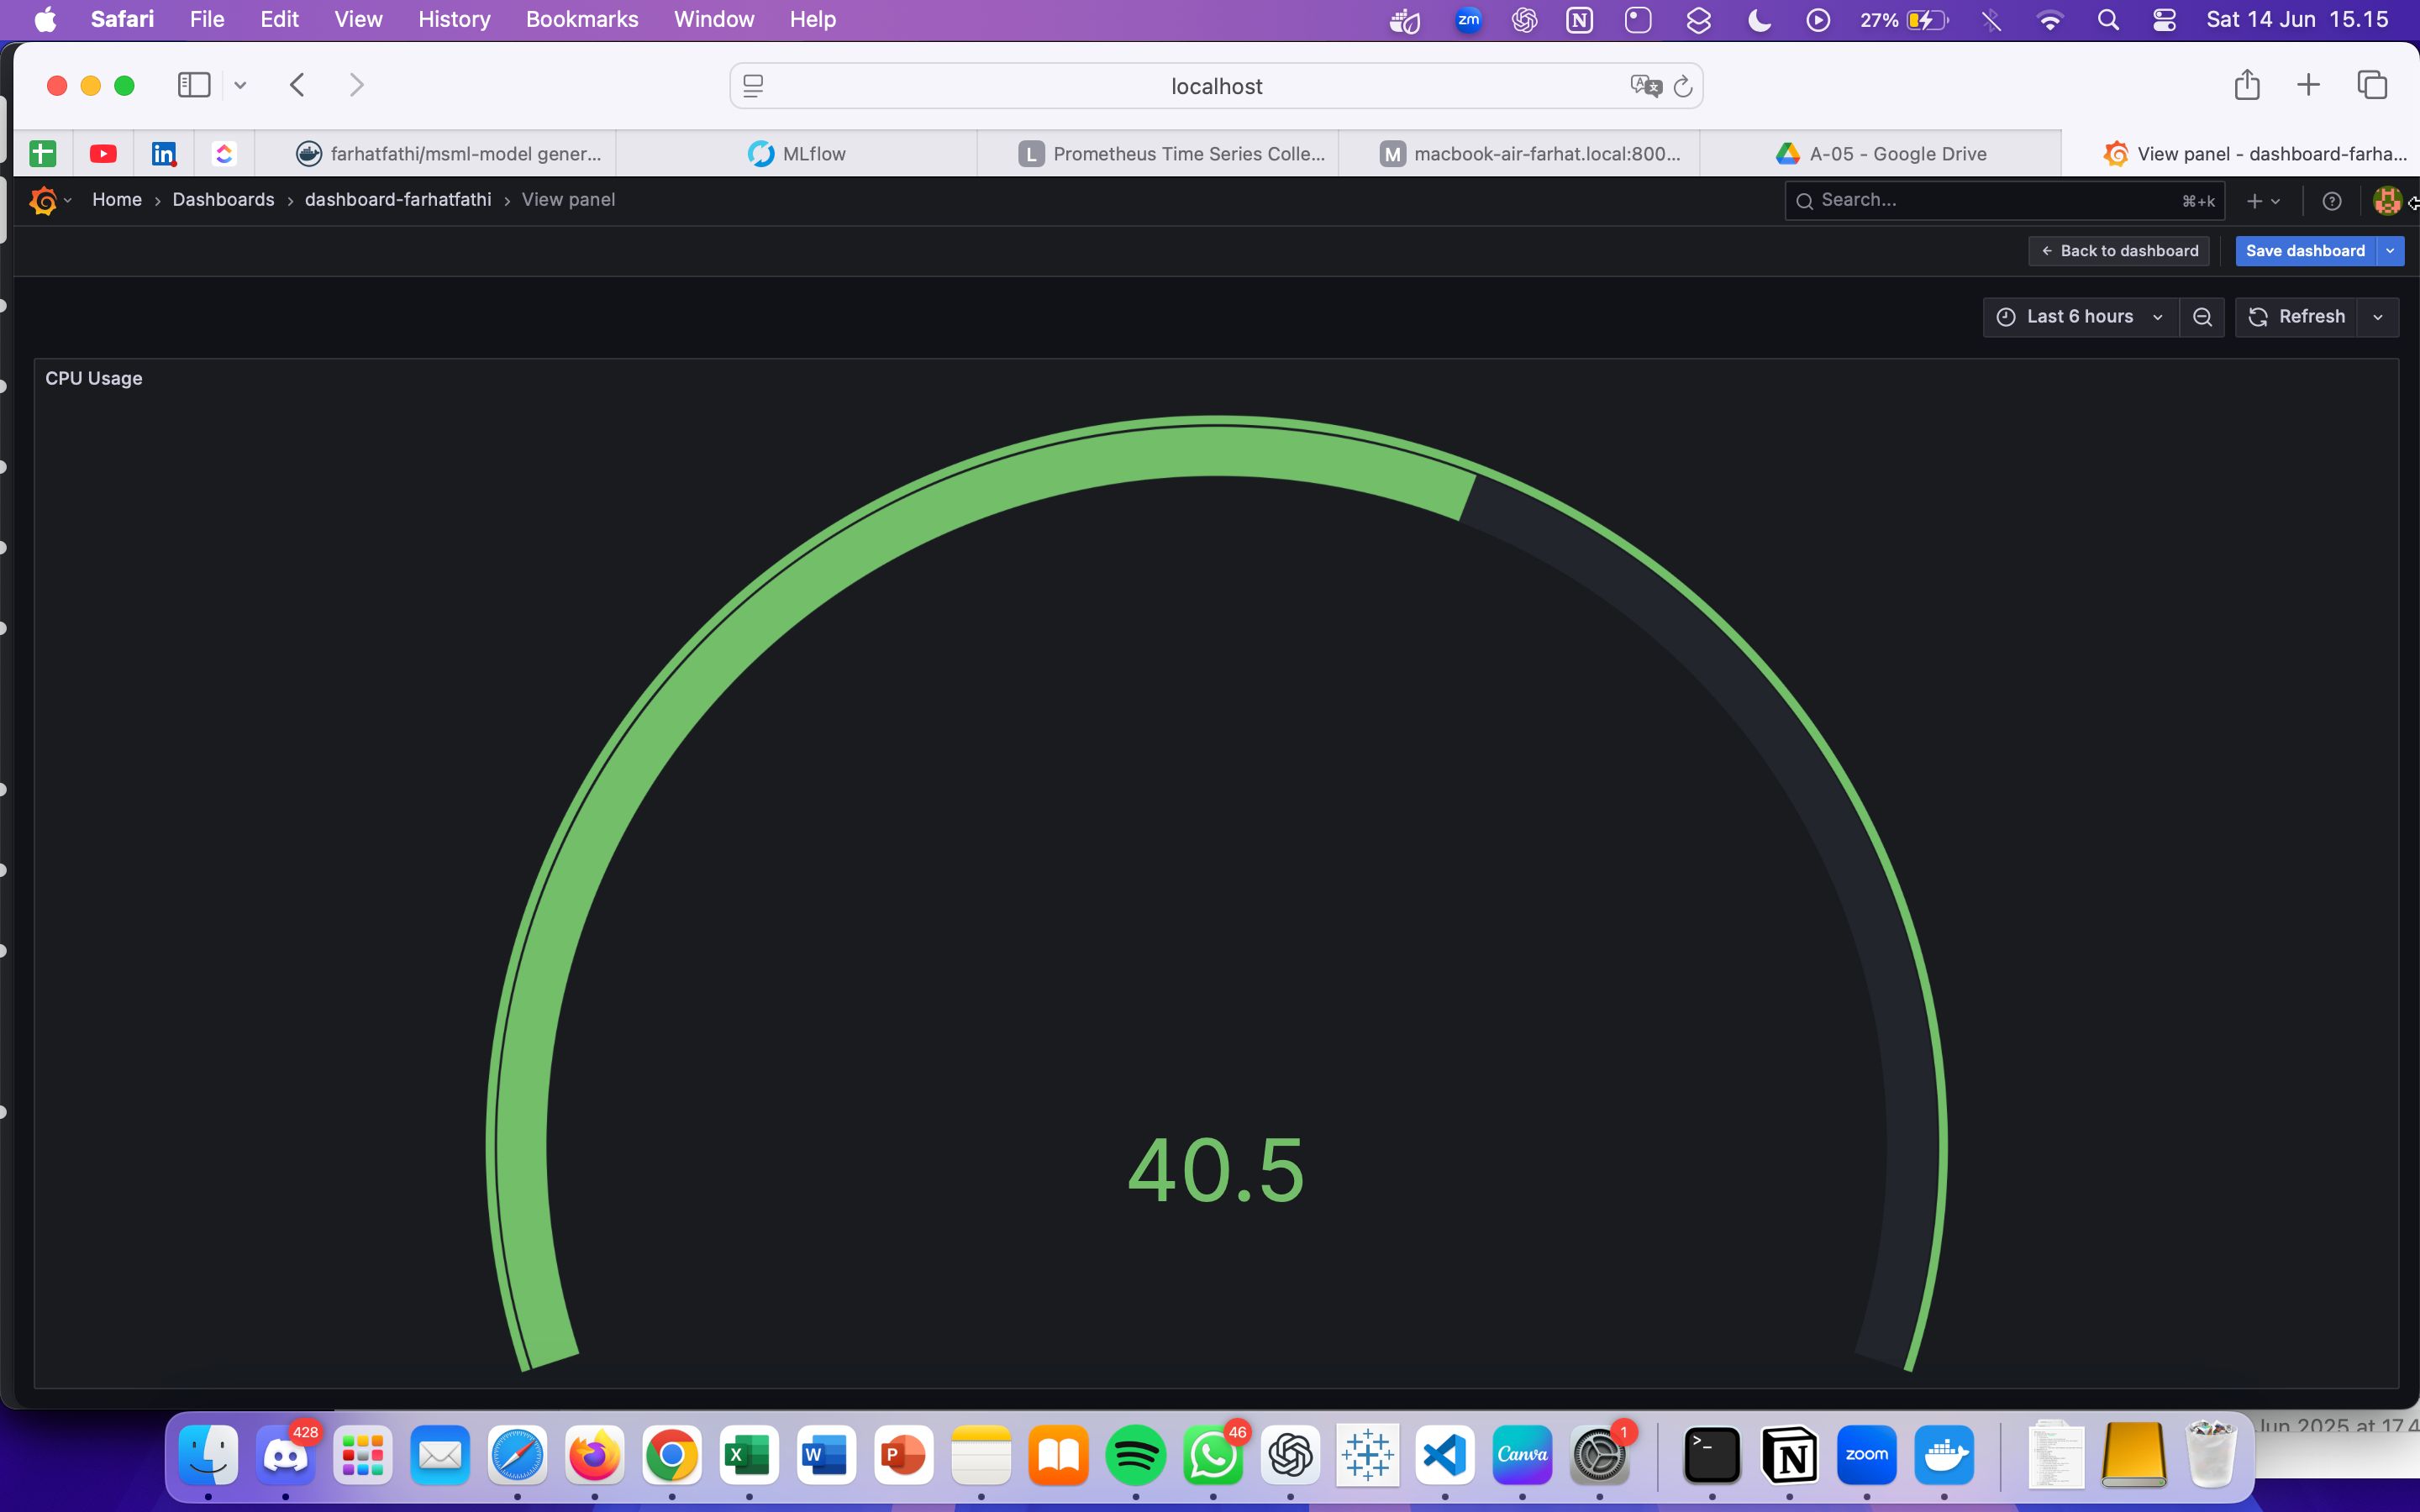 Safari File Edit View History Bookmarks Window Help zm 27% Sat 14 Jun 15.15
localhost
farhatfathi/msml-model gener... MLflow L Prometheus Time Series Colle... M macbook-air-farhat.local:800... A-05 - Google Drive View panel - dashboard-farha...
Home › Dashboards › dashboard-farhatfathi › View panel Search... ⌘+k
← Back to dashboard Save dashboard
Last 6 hours Refresh
CPU Usage
40.5
Jun 2025 at 17.4
428 X W P 46 Canva 1 >_ N zoom